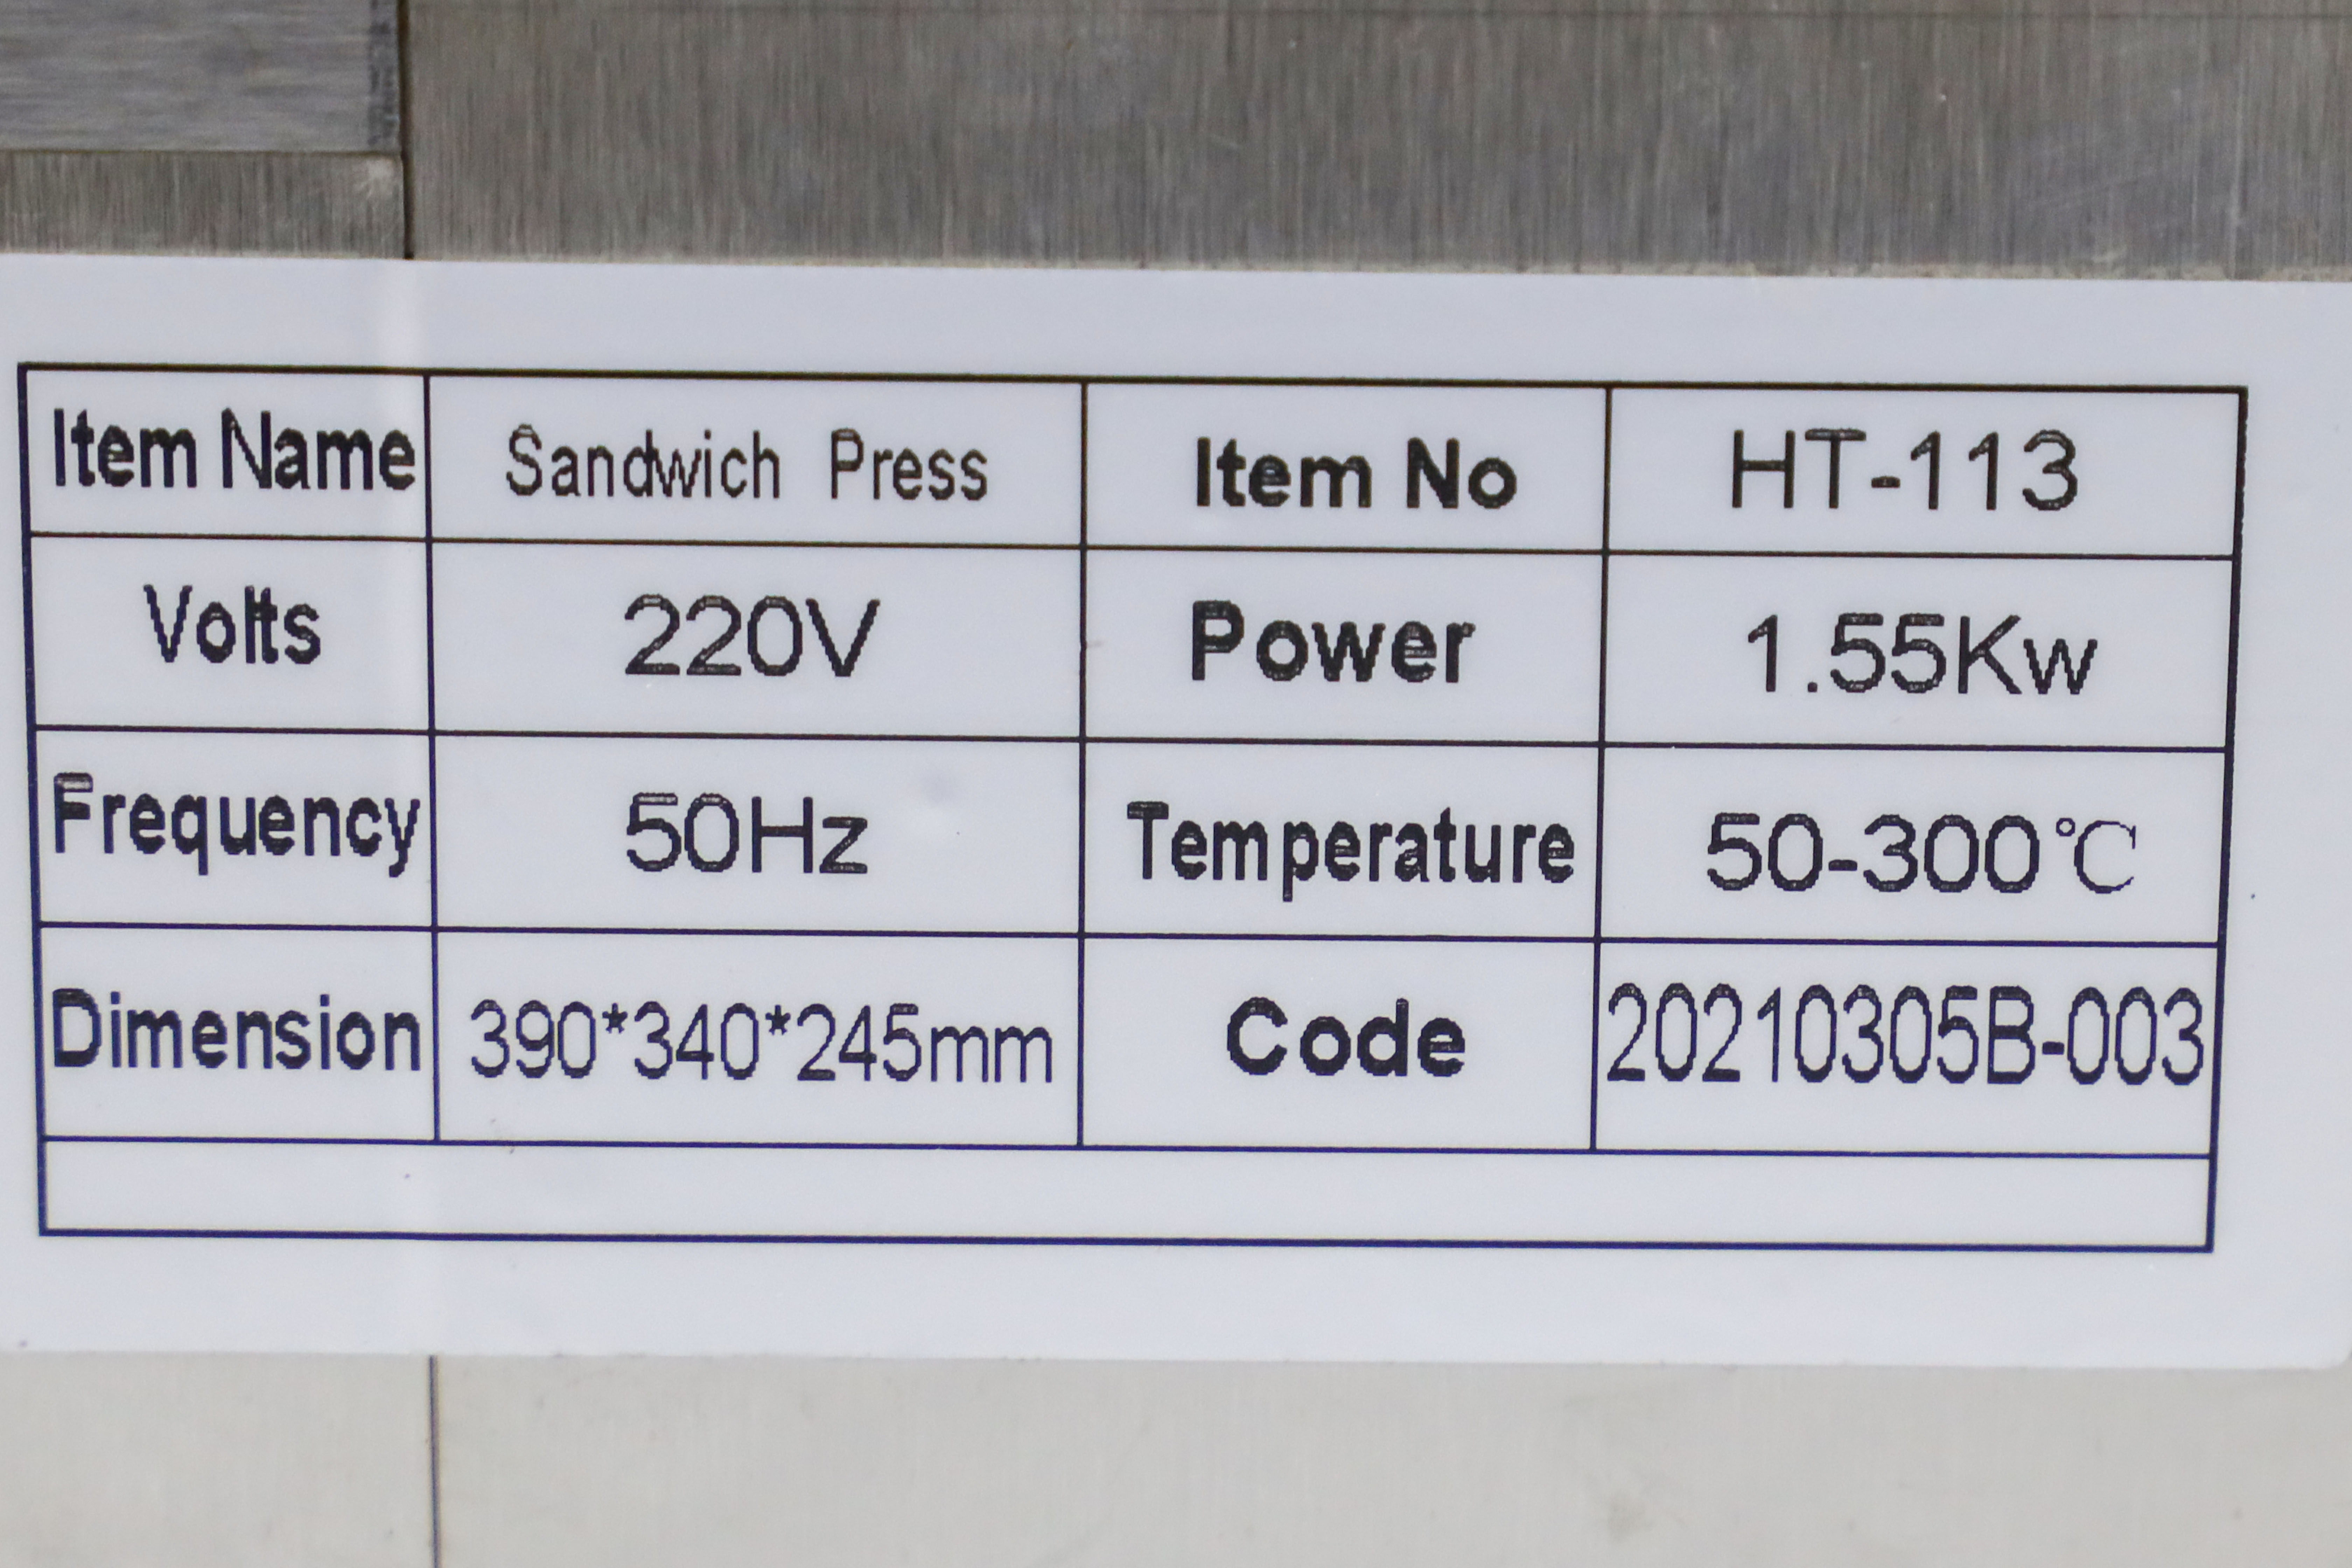 Item Name Sandwich Press Item No HT-113
Volts 220V Power 1.55Kw
Frequency 50Hz Temperature 50-300℃
Dimension 390*340*245mm Code 20210305B-003